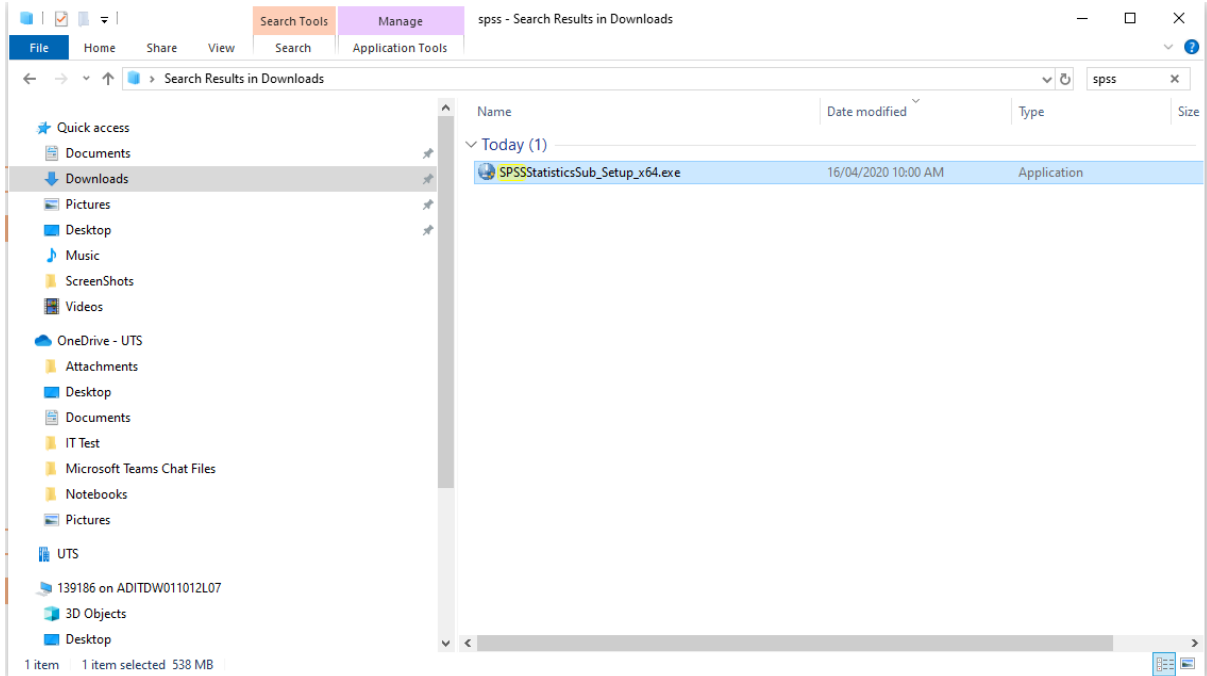 Search Tools Manage spss - Search Results in Downloads
File Home Share View Search Application Tools
Search Results in Downloads spss
Name Date modified Type Size
Quick access
Today (1)
Documents
SPSSStatisticsSub_Setup_x64.exe 16/04/2020 10:00 AM Application
Downloads
Pictures
Desktop
Music
ScreenShots
Videos
OneDrive - UTS
Attachments
Desktop
Documents
IT Test
Microsoft Teams Chat Files
Notebooks
Pictures
UTS
139186 on ADITDW011012L07
3D Objects
Desktop
1 item 1 item selected 538 MB